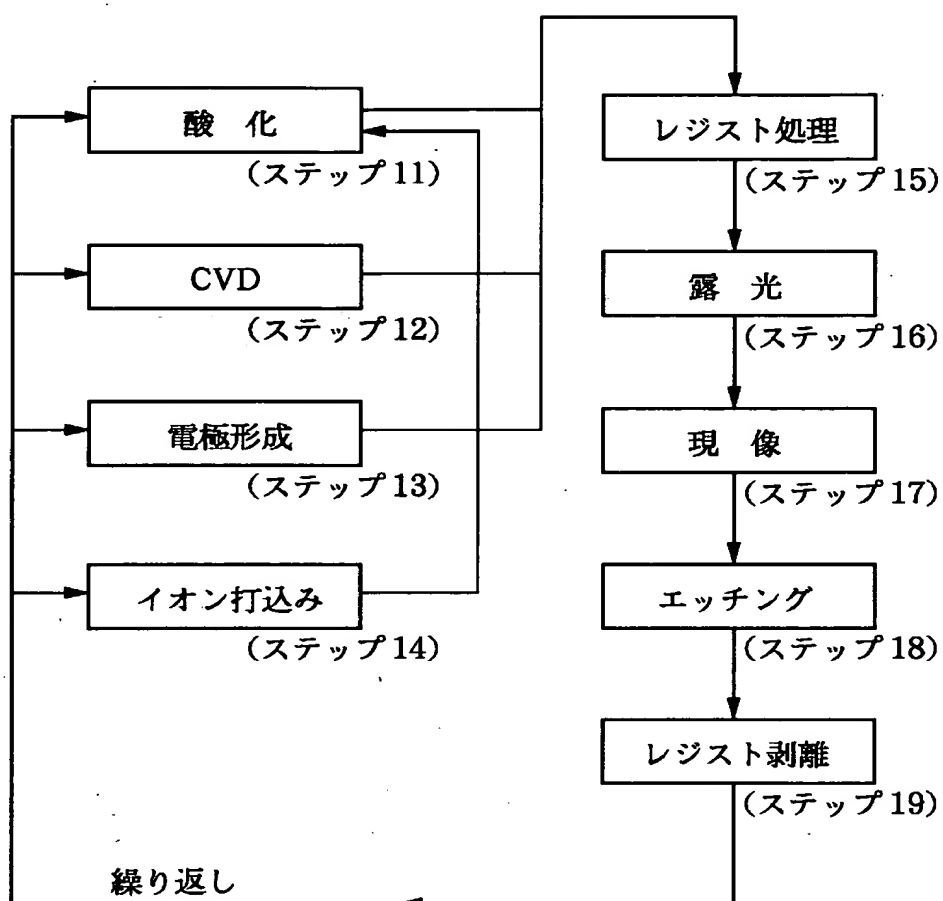 酸化
(ステップ11)
CVD
(ステップ12)
電極形成
(ステップ13)
イオン打込み
(ステップ14)
レジスト処理
(ステップ15)
露光
(ステップ16)
現像
(ステップ17)
エッチング
(ステップ18)
レジスト剥離
(ステップ19)
繰り返し